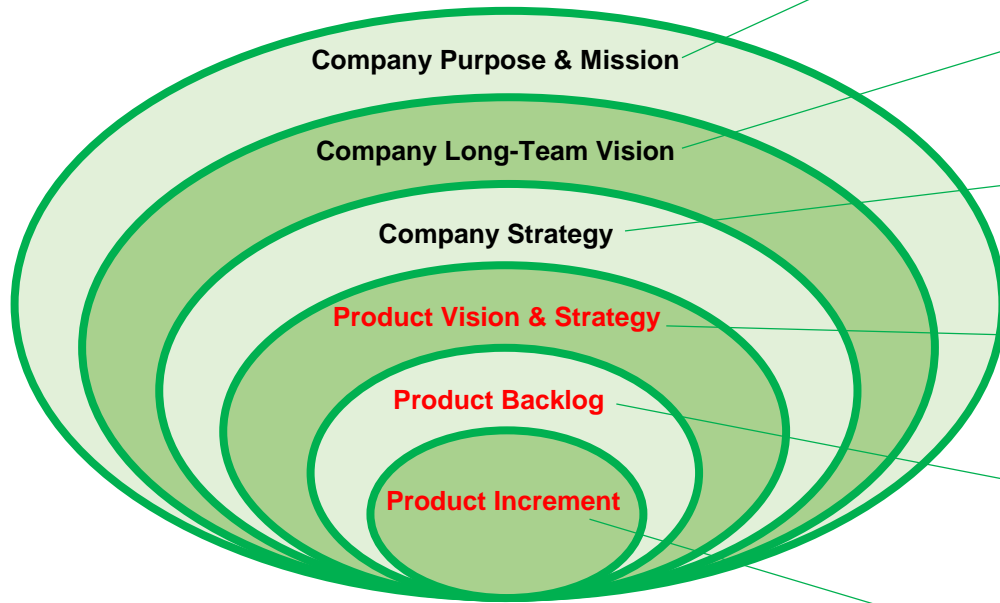 Company Purpose & Mission
Company Long-Team Vision
Company Strategy
Product Vision & Strategy
Product Backlog
Product Increment